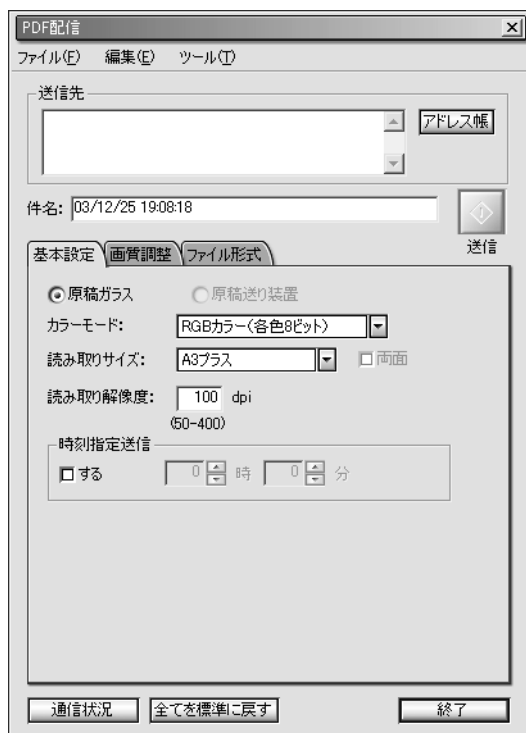 PDF配信
ファイル(F) 編集(E) ツール(T)
送信先
アドレス帳
件名: 03/12/25 19:08:18
送信
基本設定 画質調整 ファイル形式
原稿ガラス 原稿送り装置
カラーモード: RGBカラー(各色8ビット)
読み取りサイズ: A3プラス 両面
読み取り解像度: 100 dpi
(50-400)
時刻指定送信
する 0 時 0 分
通信状況 全てを標準に戻す 終了